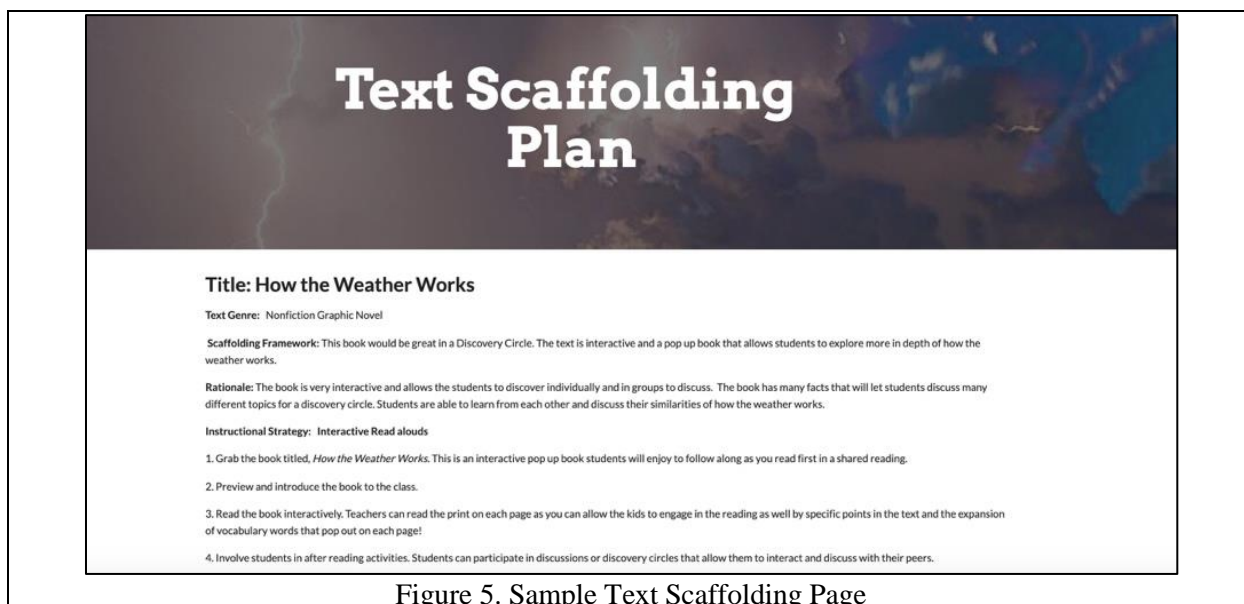 Text Scaffolding
Plan
Title: How the Weather Works
Text Genre: Nonfiction Graphic Novel
Scaffolding Framework: This book would be great in a Discovery Circle. The text is interactive and a pop up book that allows students to explore more in depth of how the
weather works.
Rationale: The book is very interactive and allows the students to discover individually and in groups to discuss. The book has many facts that will let students discuss many
different topics for a discovery circle. Students are able to learn from each other and discuss their similarities of how the weather works.
Instructional Strategy: Interactive Read alouds
1. Grab the book titled, How the Weather Works. This is an interactive pop up book students will enjoy to follow along as you read first in a shared reading.
2. Preview and introduce the book to the class.
3. Read the book interactively. Teachers can read the print on each page as you can allow the kids to engage in the reading as well by specific points in the text and the expansion
of vocabulary words that pop out on each page!
4. Involve students in after reading activities. Students can participate in discussions or discovery circles that allow them to interact and discuss with their peers.
Figure 5. Sample Text Scaffolding Page